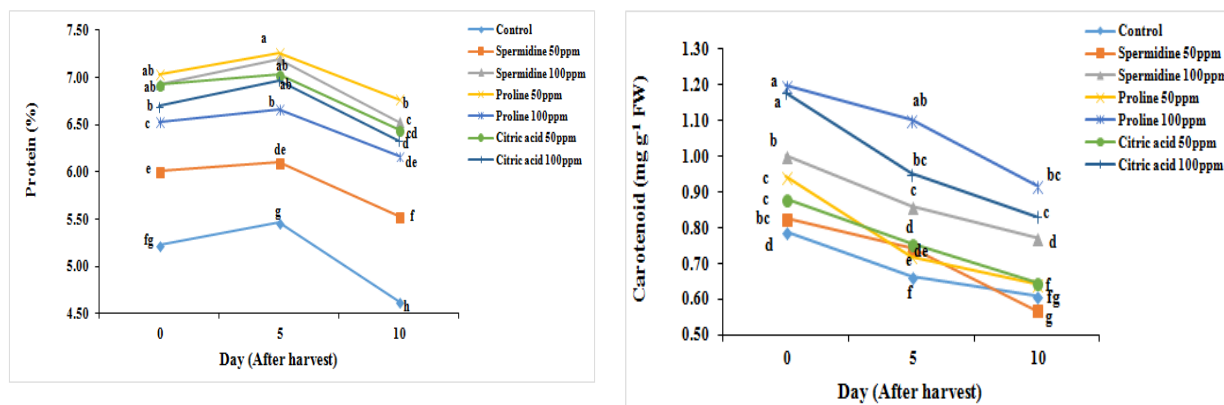 7.50
7.00
6.50
6.00
5.50
5.00
4.50
Protein (%)
0 5 10
Day (After harvest)
ab
ab
b
c
e
fg
a
ab
ab
b
de
g
b
c
cd
d
de
f
h
Control
Spermidine 50ppm
Spermidine 100ppm
Proline 50ppm
Proline 100ppm
Citric acid 50ppm
Citric acid 100ppm
1.30
1.20
1.10
1.00
0.90
0.80
0.70
0.60
0.50
Carotenoid (mg g¹ FW)
0 5 10
Day (After harvest)
a
a
b
c
c
bc
d
ab
bc
c
d
de
e
f
bc
c
d
f
fg
g
Control
Spermidine 50ppm
Spermidine 100ppm
Proline 50ppm
Proline 100ppm
Citric acid 50ppm
Citric acid 100ppm